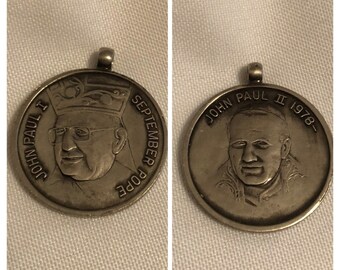 JOHN PAUL I
SEPTEMBER POPE
JOHN PAUL II 1978-